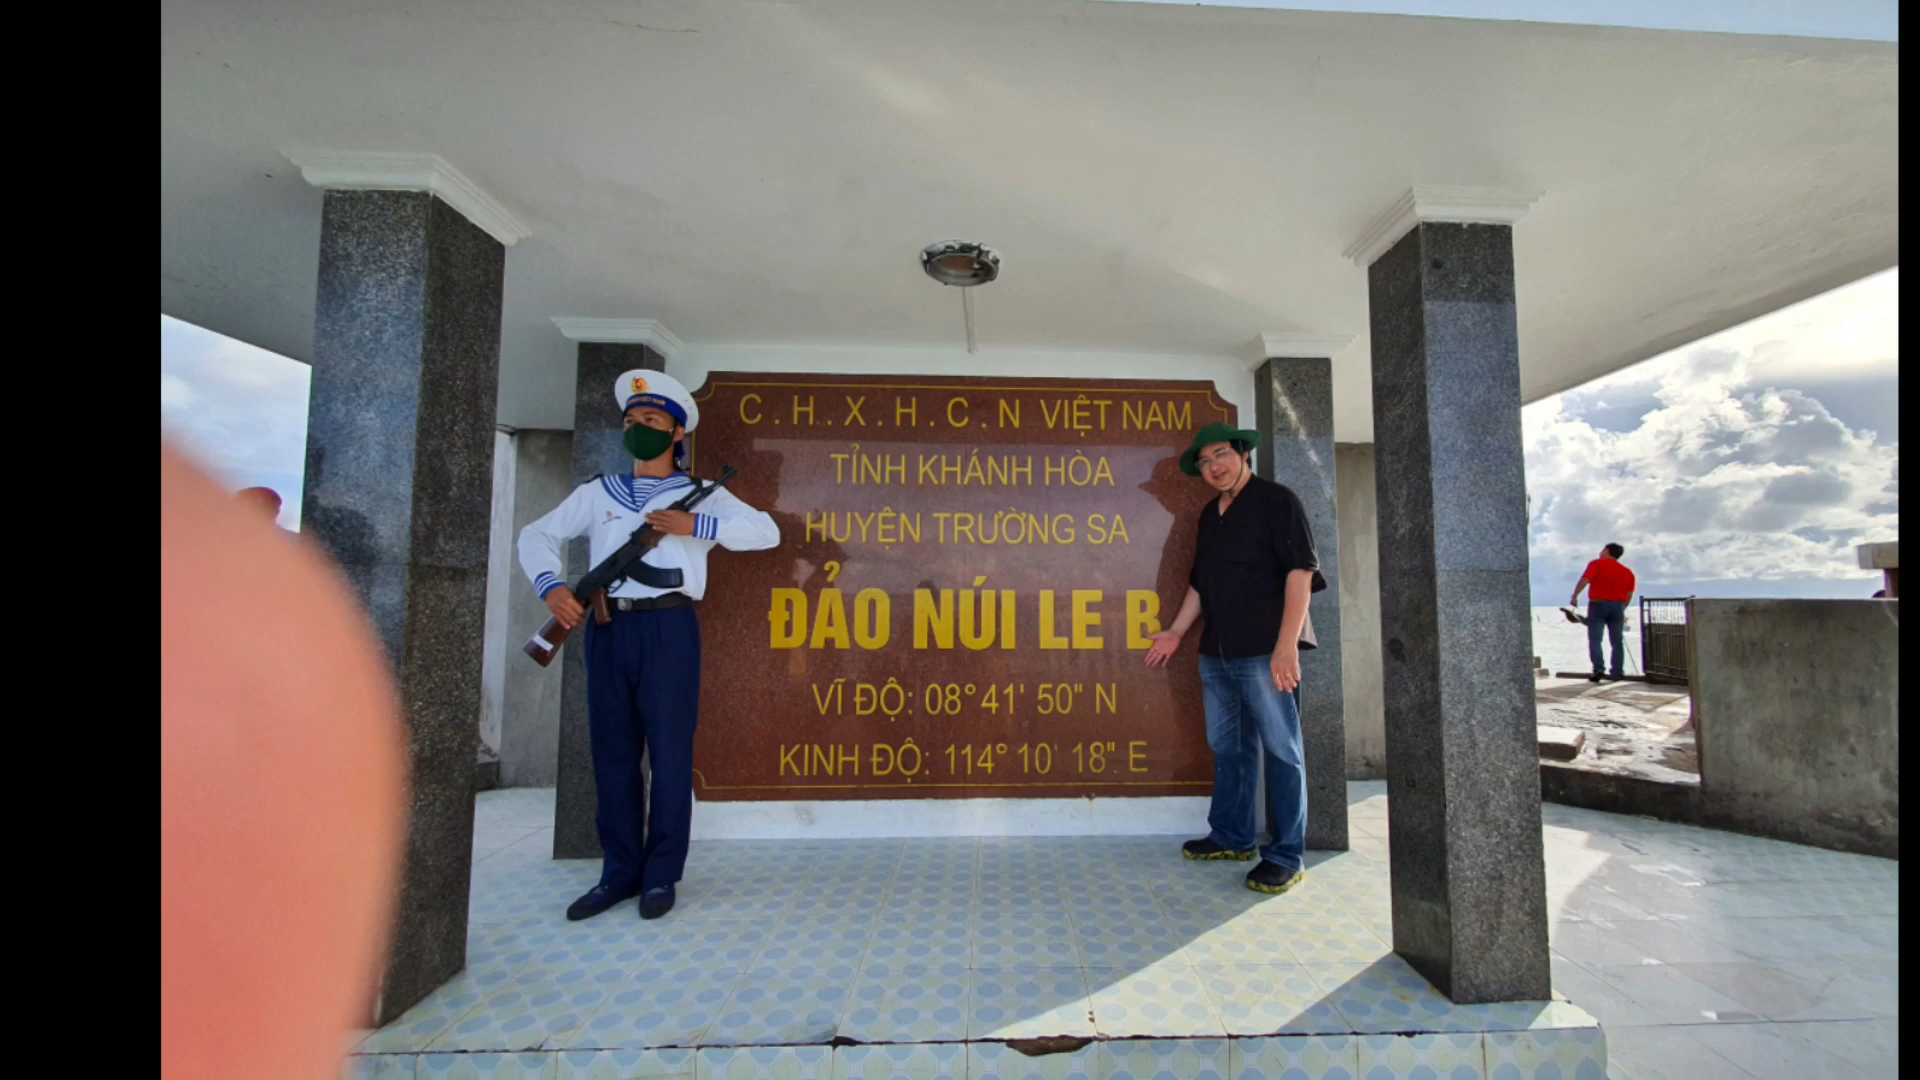 C.H.X.H.C.N VIỆT NAM
TỈNH KHÁNH HÒA
HUYỆN TRƯỜNG SA
ĐẢO NÚI LE B
VĨ ĐỘ: 08°41' 50" N
KINH ĐỘ: 114° 10' 18" E